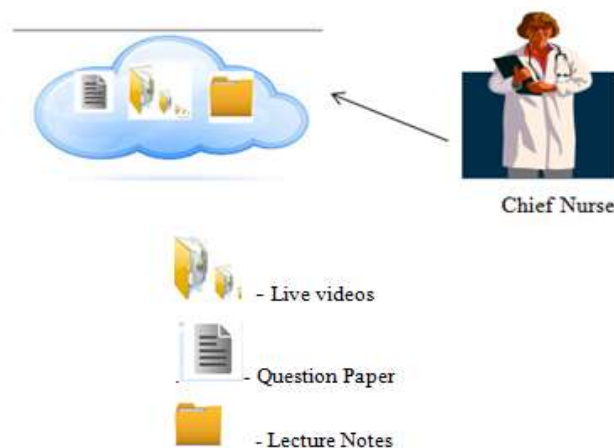 Chief Nurse
- Live videos
- Question Paper
- Lecture Notes